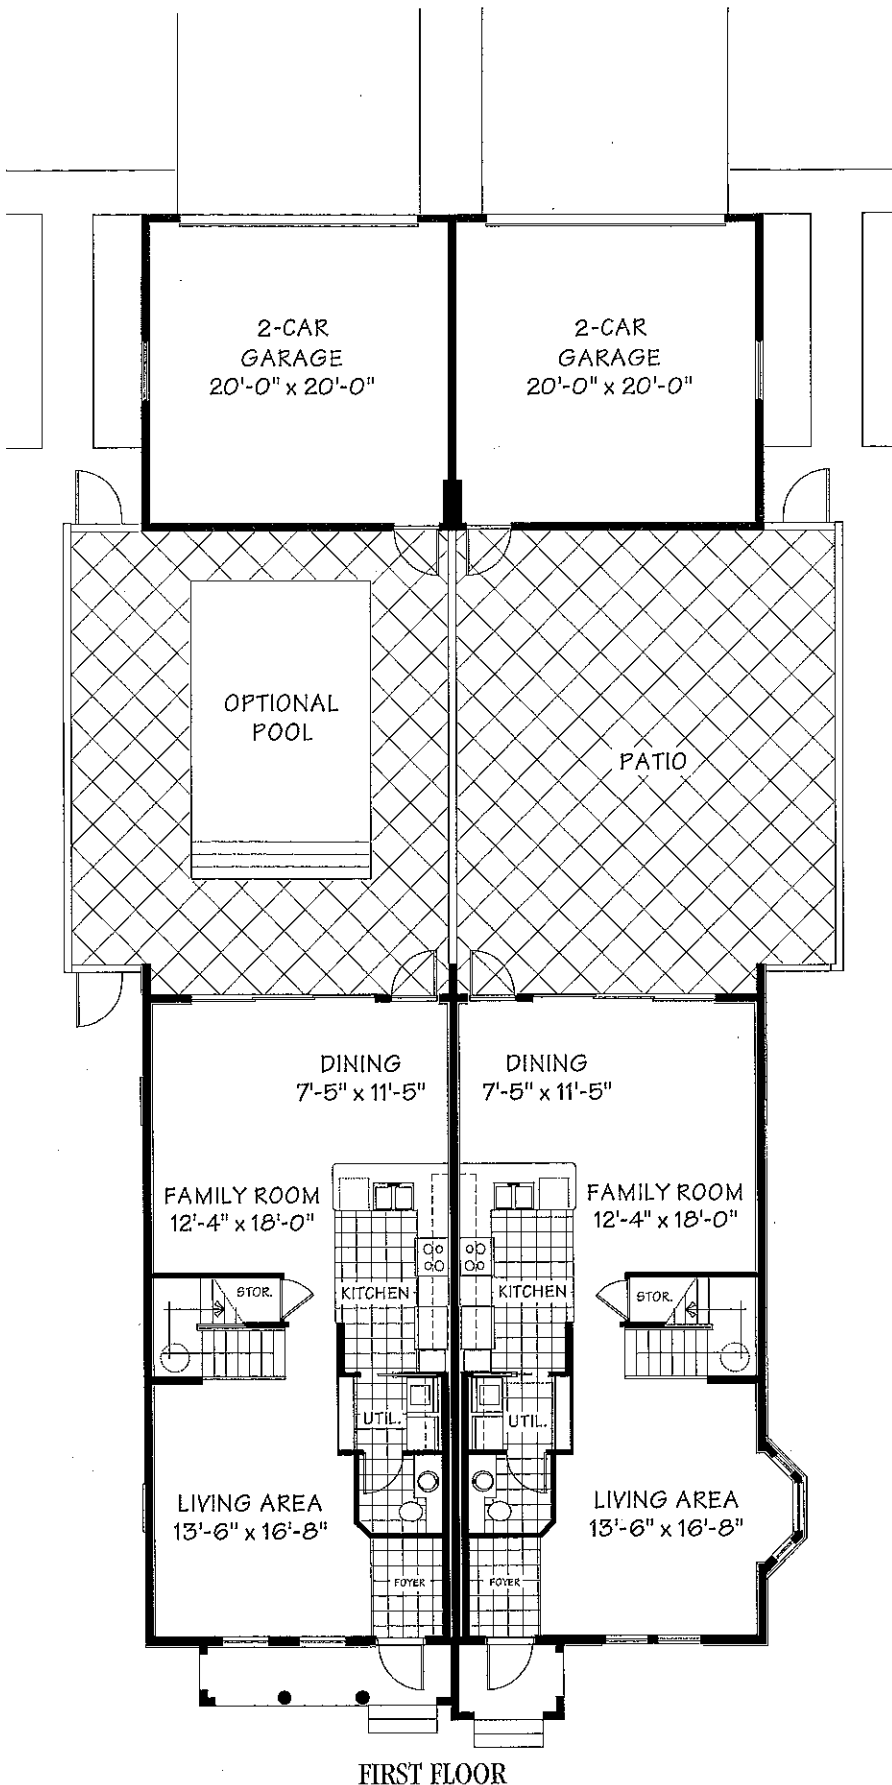 2-CAR
GARAGE
20'-0" x 20'-0"
2-CAR
GARAGE
20'-0" x 20'-0"
OPTIONAL
POOL
PATIO
DINING
7'-5" x 11'-5"
DINING
7'-5" x 11'-5"
FAMILY ROOM
12'-4" x 18'-0"
FAMILY ROOM
12'-4" x 18'-0"
STOR.
KITCHEN
KITCHEN
STOR.
UTIL.
UTIL.
LIVING AREA
13'-6" x 16'-8"
LIVING AREA
13'-6" x 16'-8"
FOYER
FOYER
FIRST FLOOR